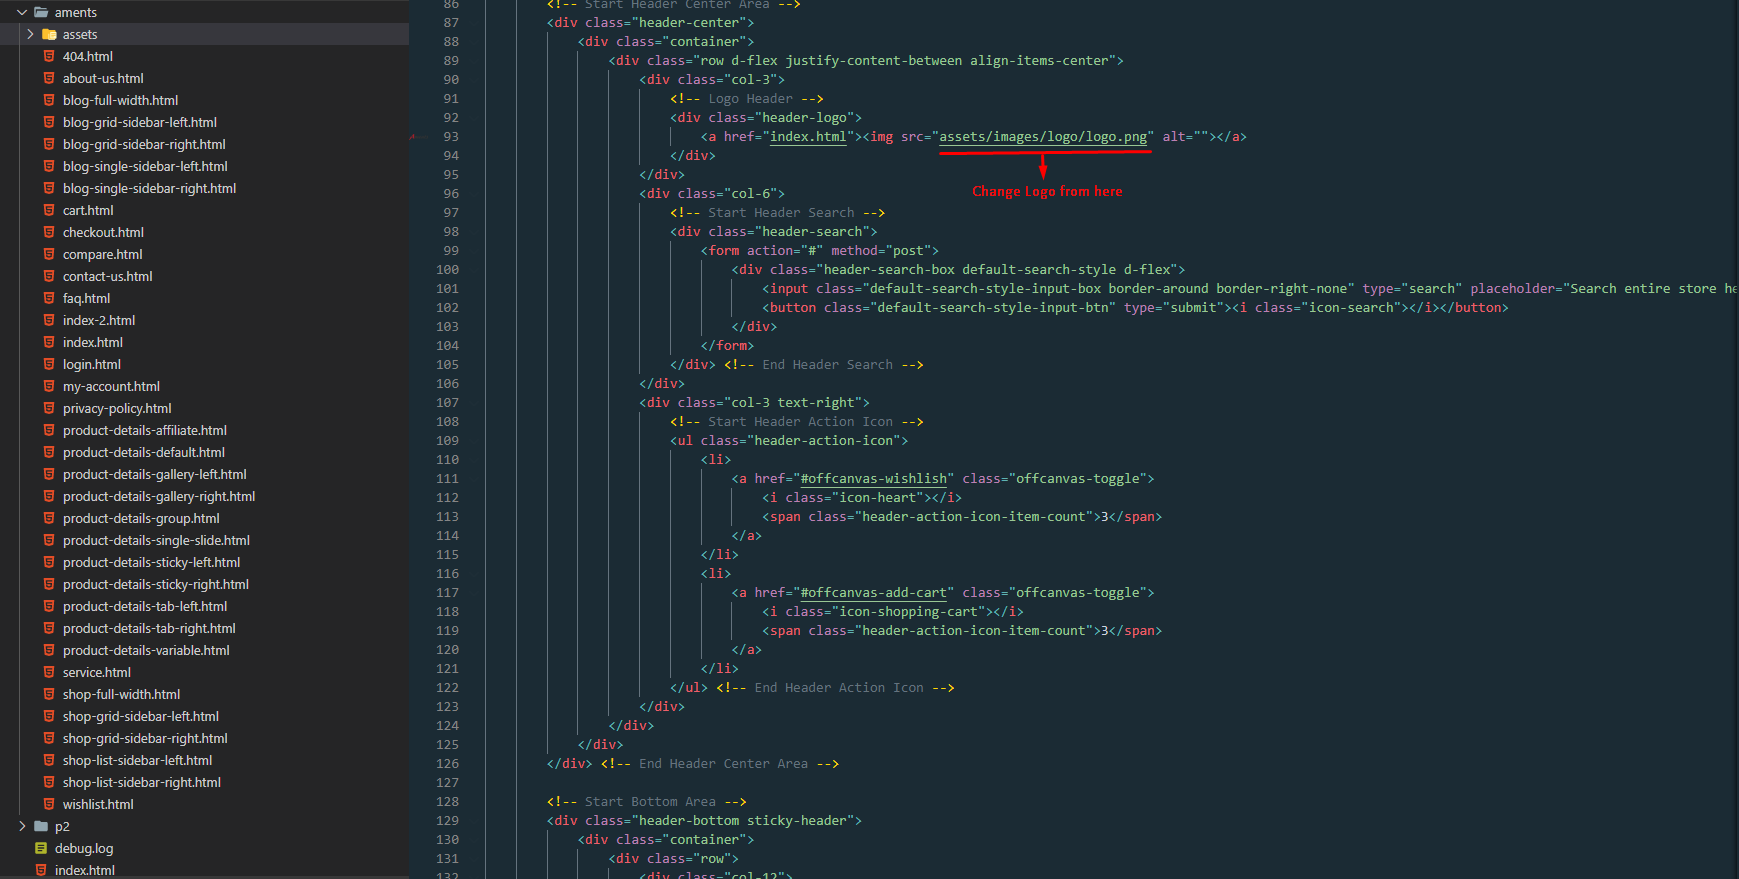 aments
assets
404.html
about-us.html
blog-full-width.html
blog-grid-sidebar-left.html
blog-grid-sidebar-right.html
blog-single-sidebar-left.html
blog-single-sidebar-right.html
cart.html
checkout.html
compare.html
contact-us.html
faq.html
index-2.html
index.html
login.html
my-account.html
privacy-policy.html
product-details-affiliate.html
product-details-default.html
product-details-gallery-left.html
product-details-gallery-right.html
product-details-group.html
product-details-single-slide.html
product-details-sticky-left.html
product-details-sticky-right.html
product-details-tab-left.html
product-details-tab-right.html
product-details-variable.html
service.html
shop-full-width.html
shop-grid-sidebar-left.html
shop-grid-sidebar-right.html
shop-list-sidebar-left.html
shop-list-sidebar-right.html
wishlist.html
p2
debug.log
index.html
86 <!-- Start Header Center Area -->
87 <div class="header-center">
88 <div class="container">
89 <div class="row d-flex justify-content-between align-items-center">
90 <div class="col-3">
91 <!-- Logo Header -->
92 <div class="header-logo">
93 <a href="index.html"><img src="assets/images/logo/logo.png" alt=""></a>
94 </div>
95 </div>
96 <div class="col-6">
Change Logo from here
97 <!-- Start Header Search -->
98 <div class="header-search">
99 <form action="#" method="post">
100 <div class="header-search-box default-search-style d-flex">
101 <input class="default-search-style-input-box border-around border-right-none" type="search" placeholder="Search entire store he
102 <button class="default-search-style-input-btn" type="submit"><i class="icon-search"></i></button>
103 </div>
104 </form>
105 </div> <!-- End Header Search -->
106 </div>
107 <div class="col-3 text-right">
108 <!-- Start Header Action Icon -->
109 <ul class="header-action-icon">
110 <li>
111 <a href="#offcanvas-wishlish" class="offcanvas-toggle">
112 <i class="icon-heart"></i>
113 <span class="header-action-icon-item-count">3</span>
114 </a>
115 </li>
116 <li>
117 <a href="#offcanvas-add-cart" class="offcanvas-toggle">
118 <i class="icon-shopping-cart"></i>
119 <span class="header-action-icon-item-count">3</span>
120 </a>
121 </li>
122 </ul> <!-- End Header Action Icon -->
123 </div>
124 </div>
125 </div>
126 </div> <!-- End Header Center Area -->
127
128 <!-- Start Bottom Area -->
129 <div class="header-bottom sticky-header">
130 <div class="container">
131 <div class="row">
132 <div class="col-12">